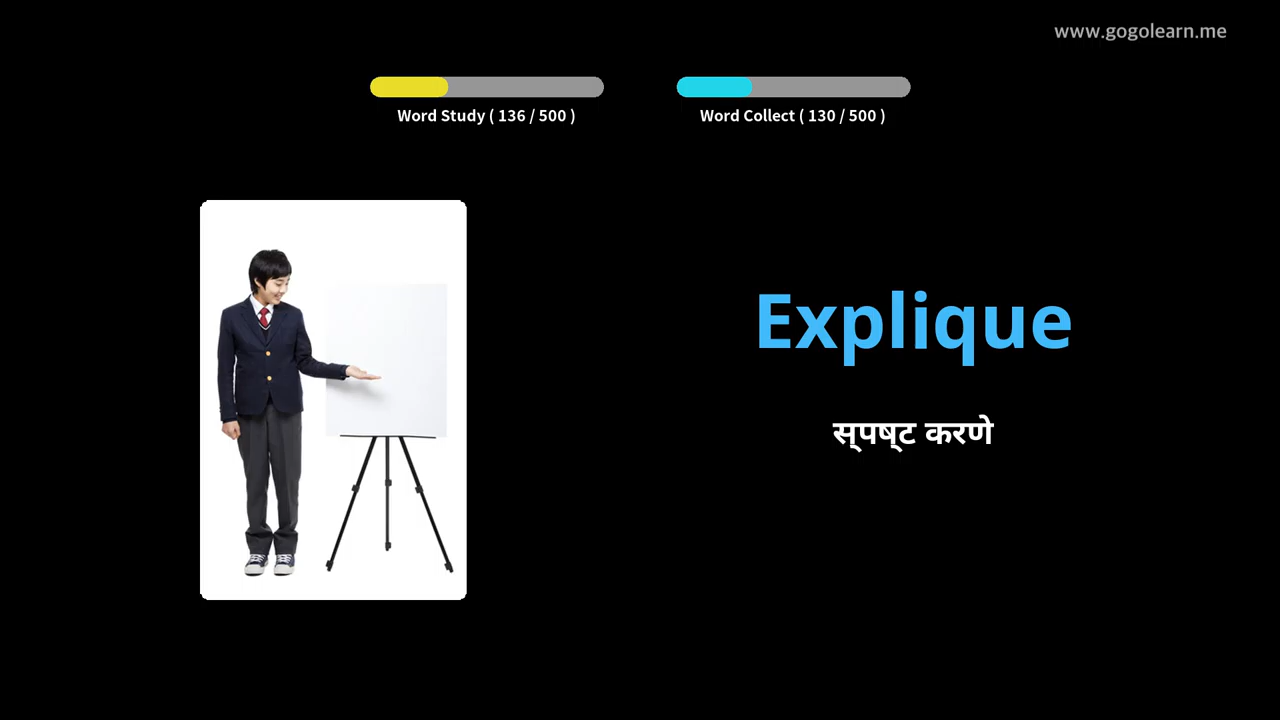 www.gogolearn.me
Word Study ( 136 / 500 )
Word Collect ( 130 / 500 )
Explique
स्पष्ट करणे